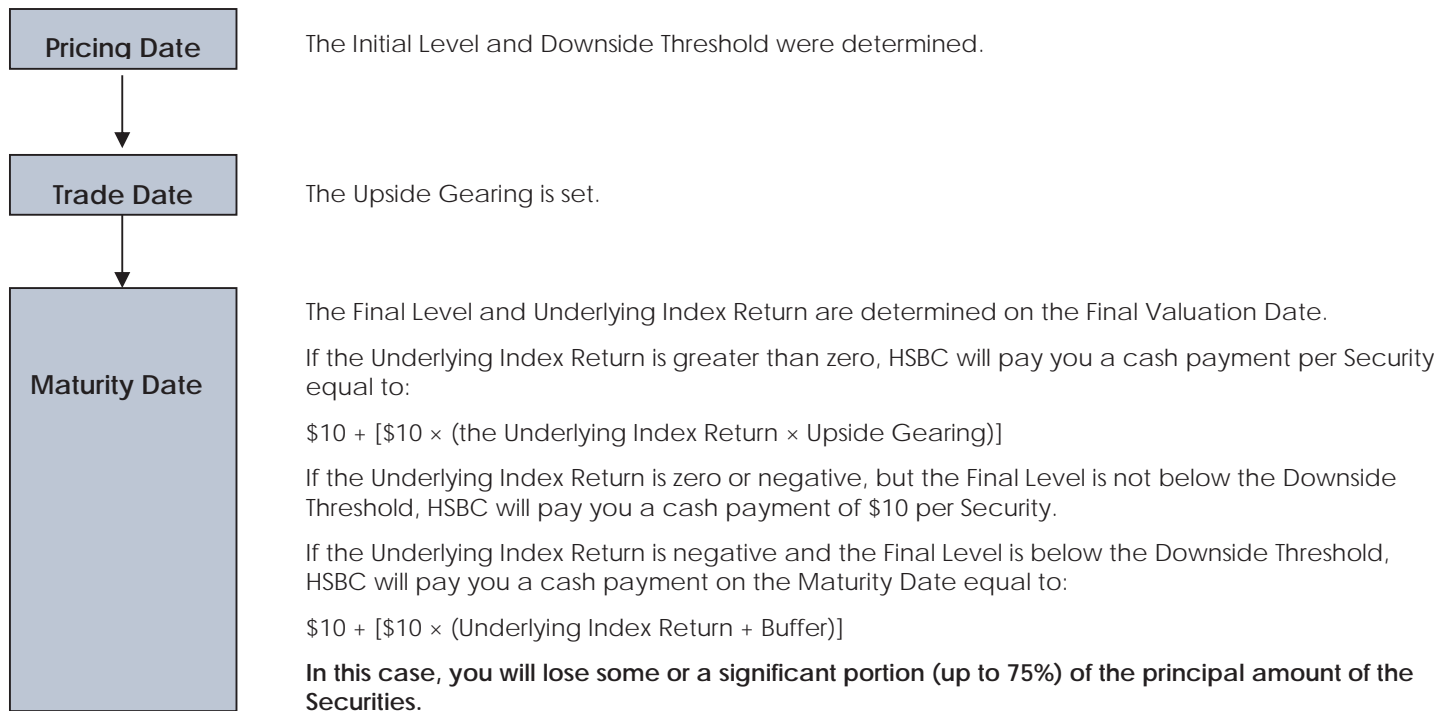 Pricing Date
The Initial Level and Downside Threshold were determined.
Trade Date
The Upside Gearing is set.
Maturity Date
The Final Level and Underlying Index Return are determined on the Final Valuation Date.
If the Underlying Index Return is greater than zero, HSBC will pay you a cash payment per Security
equal to:
$10 + [$10 × (the Underlying Index Return × Upside Gearing)]
If the Underlying Index Return is zero or negative, but the Final Level is not below the Downside
Threshold, HSBC will pay you a cash payment of $10 per Security.
If the Underlying Index Return is negative and the Final Level is below the Downside Threshold,
HSBC will pay you a cash payment on the Maturity Date equal to:
$10 + [$10 × (Underlying Index Return + Buffer)]
In this case, you will lose some or a significant portion (up to 75%) of the principal amount of the
Securities.